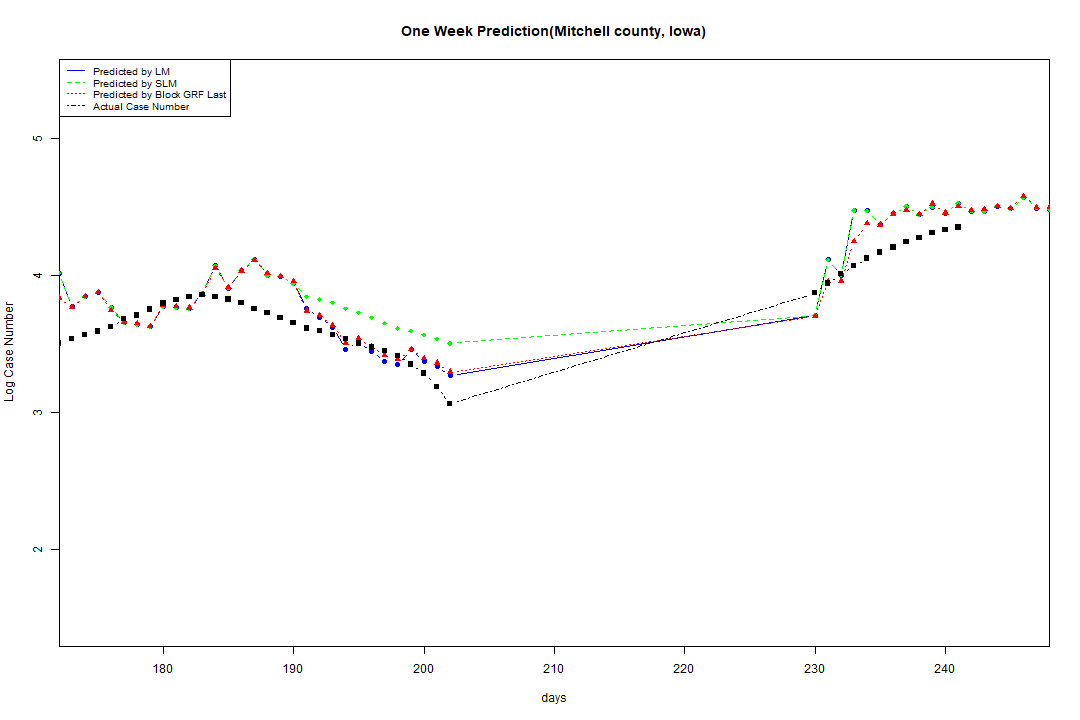 One Week Prediction(Mitchell county, Iowa)
Predicted by LM
Predicted by SLM
Predicted by Block GRF Last
Actual Case Number
5
4
3
2
Log Case Number
180 190 200 210 220 230 240
days